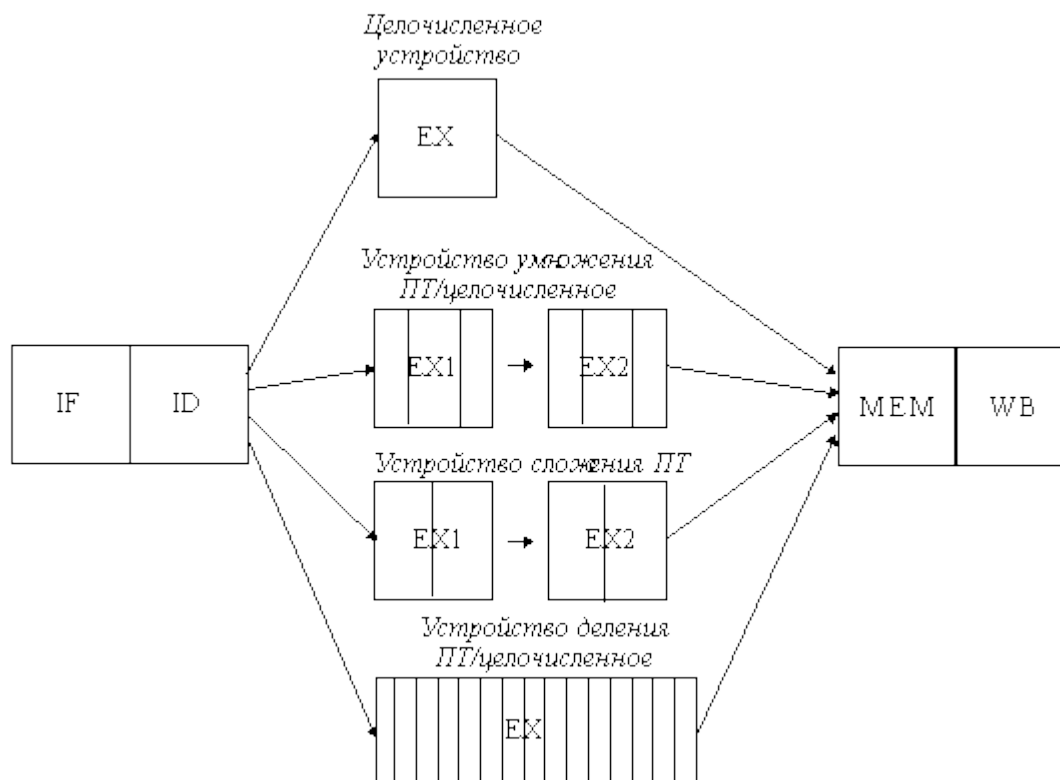 Целочисленное
устройство
EX
Устройство умножения
ПТ/целочисленное
EX1
EX2
IF
ID
MEM
WB
Устройство сложения ПТ
EX1
EX2
Устройство деления
ПТ/целочисленное
EX